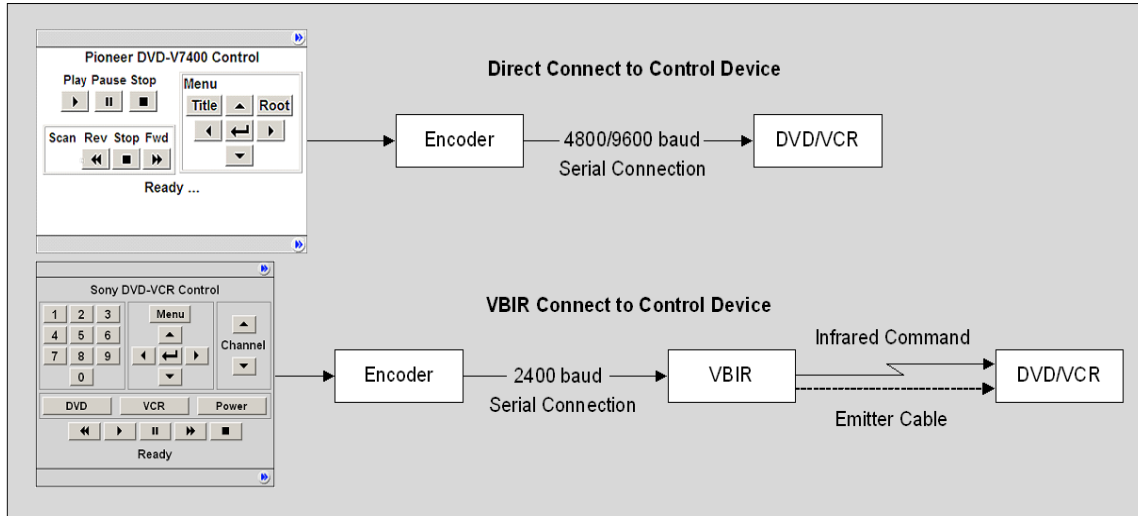 Pioneer DVD-V7400 Control
Play Pause Stop
Menu
Title
Root
Scan Rev Stop Fwd
Ready ...
Direct Connect to Control Device
Encoder
4800/9600 baud
Serial Connection
DVD/VCR
Sony DVD-VCR Control
1 2 3
4 5 6
7 8 9
0
Menu
Channel
DVD VCR Power
Ready
VBIR Connect to Control Device
Encoder
2400 baud
Serial Connection
VBIR
Infrared Command
Emitter Cable
DVD/VCR